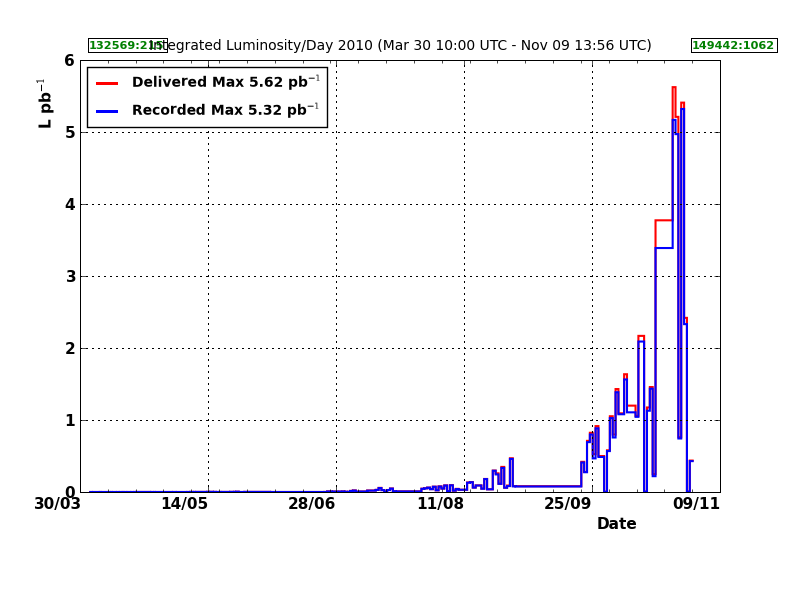 132569:215 Integrated Luminosity/Day 2010 (Mar 30 10:00 UTC - Nov 09 13:56 UTC) 149442:1062
Delivered Max 5.62 pb⁻¹
Recorded Max 5.32 pb⁻¹
L pb⁻¹
6
5
4
3
2
1
0
30/03 14/05 28/06 11/08 25/09 09/11
Date